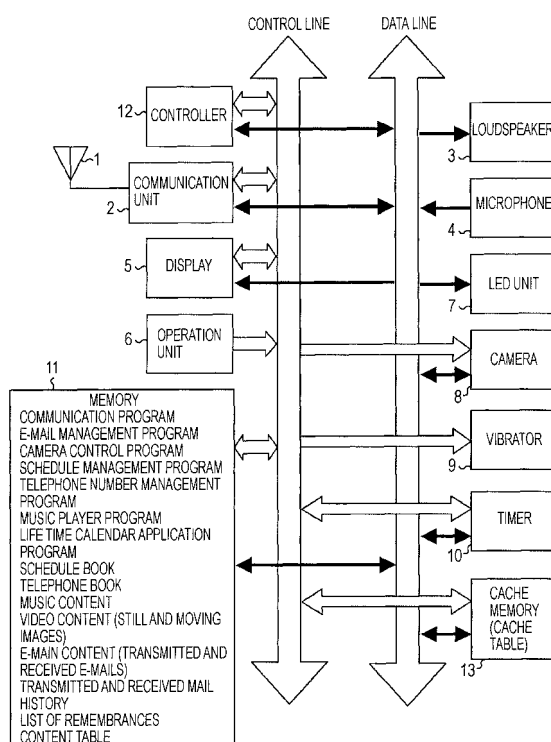 CONTROL LINE
DATA LINE
12
CONTROLLER
1
COMMUNICATION
UNIT
2
5
DISPLAY
6
OPERATION
UNIT
11
MEMORY
COMMUNICATION PROGRAM
E-MAIL MANAGEMENT PROGRAM
CAMERA CONTROL PROGRAM
SCHEDULE MANAGEMENT PROGRAM
TELEPHONE NUMBER MANAGEMENT
PROGRAM
MUSIC PLAYER PROGRAM
LIFE TIME CALENDAR APPLICATION
PROGRAM
SCHEDULE BOOK
TELEPHONE BOOK
MUSIC CONTENT
VIDEO CONTENT (STILL AND MOVING
IMAGES)
E-MAIN CONTENT (TRANSMITTED AND
RECEIVED E-MAILS)
TRANSMITTED AND RECEIVED MAIL
HISTORY
LIST OF REMEMBRANCES
CONTENT TABLE
LOUDSPEAKER
3
MICROPHONE
4
LED UNIT
7
CAMERA
8
VIBRATOR
9
TIMER
10
CACHE
MEMORY
(CACHE
TABLE)
13